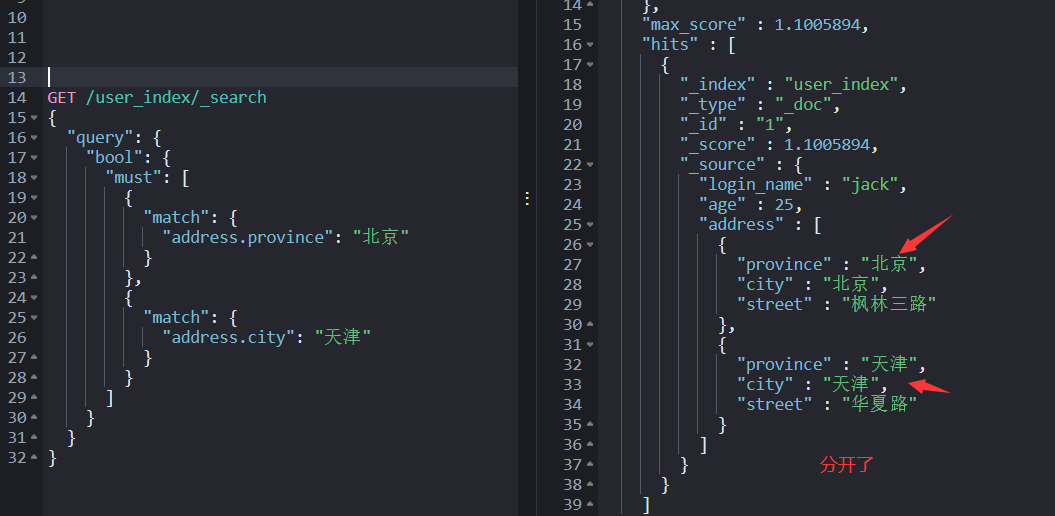 10
11
12
13
14 GET /user_index/_search
15 {
16 "query": {
17 "bool": {
18 "must": [
19 {
20 "match": {
21 "address.province": "北京"
22 }
23 },
24 {
25 "match": {
26 "address.city": "天津"
27 }
28 }
29 ]
30 }
31 }
32 }
14 },
15 "max_score" : 1.1005894,
16 "hits" : [
17 {
18 "_index" : "user_index",
19 "_type" : "_doc",
20 "_id" : "1",
21 "_score" : 1.1005894,
22 "_source" : {
23 "login_name" : "jack",
24 "age" : 25,
25 "address" : [
26 {
27 "province" : "北京",
28 "city" : "北京",
29 "street" : "枫林三路"
30 },
31 {
32 "province" : "天津",
33 "city" : "天津",
34 "street" : "华夏路"
35 }
36 ]
37 }
分开了
38 }
39 ]